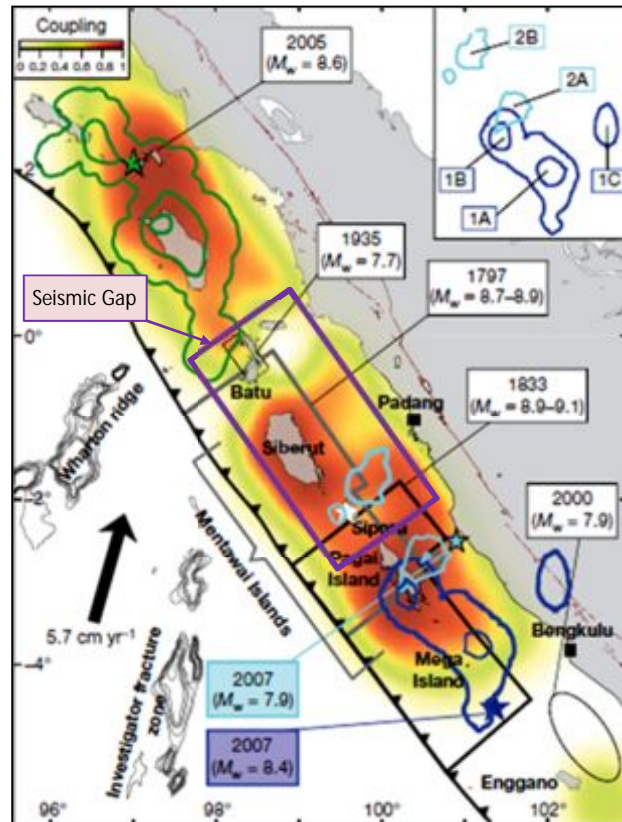 Coupling
0 0.2 0.4 0.6 0.8 1
2005
(Mw = 8.6)
2B
2A
1B
1C
1A
2°
1935
(Mw = 7.7)
1797
(Mw = 8.7–8.9)
Seismic Gap
0°
Batu
Padang
1833
(Mw = 8.9–9.1)
Wharton ridge
Siberut
2000
(Mw = 7.9)
–2°
Sipora
Pagai
Island
Mentawai Islands
5.7 cm yr⁻¹
Bengkulu
–4°
Mega
Island
2007
(Mw = 7.9)
Investigator fracture
zone
2007
(Mw = 8.4)
Enggano
96°
98°
100°
102°